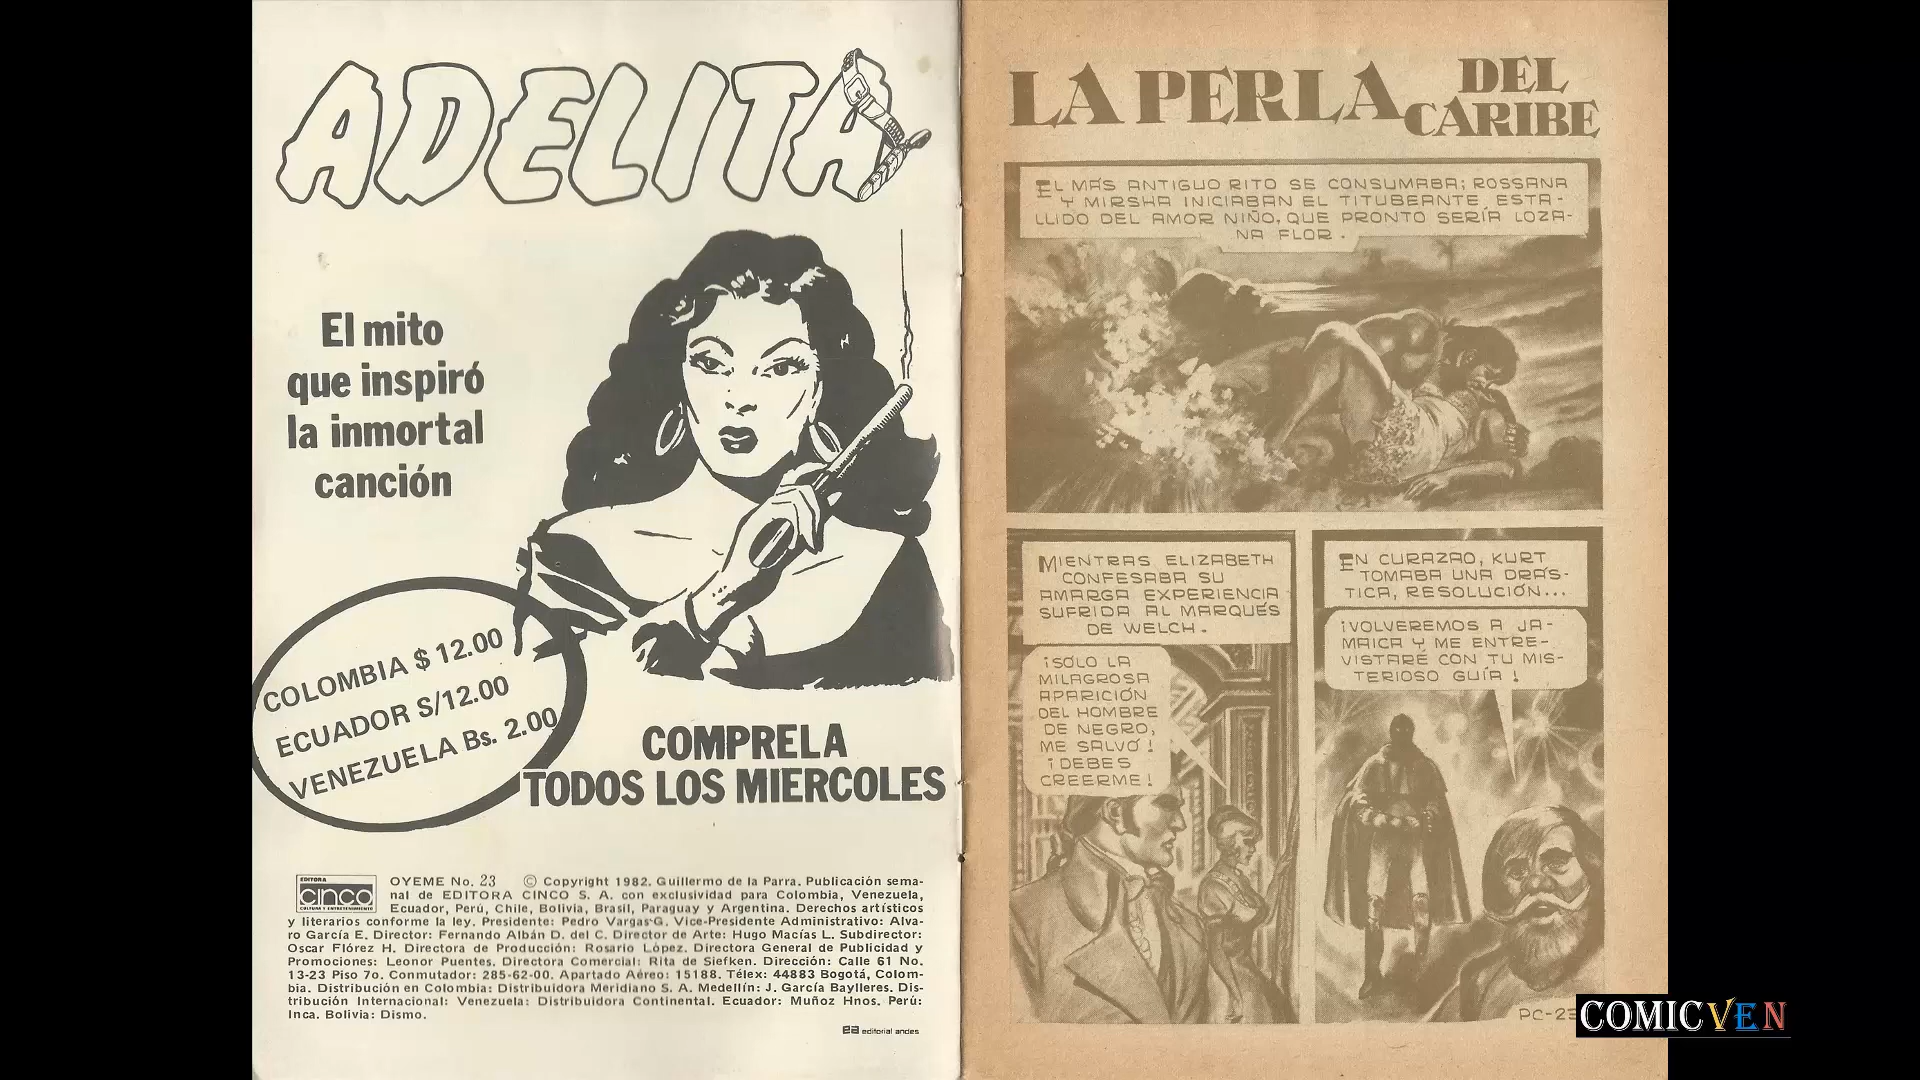 ADELITA
El mito
que inspiró
la inmortal
canción
COLOMBIA $ 12.00
ECUADOR S/12.00
VENEZUELA Bs. 2.00
COMPRELA
TODOS LOS MIERCOLES
EDITORA
cinco
CULTURA Y ENTRETENIMIENTO
OYEME No. 23 © Copyright 1982. Guillermo de la Parra. Publicación sema-
nal de EDITORA CINCO S. A. con exclusividad para Colombia, Venezuela,
Ecuador, Perú, Chile, Bolivia, Brasil, Paraguay y Argentina. Derechos artísticos
y literarios conforme la ley. Presidente: Pedro Vargas G. Vice-Presidente Administrativo: Alva-
ro García E. Director: Fernando Albán D. del C. Director de Arte: Hugo Macías L. Subdirector:
Oscar Flórez H. Directora de Producción: Rosario López. Directora General de Publicidad y
Promociones: Leonor Puentes. Directora Comercial: Rita de Siefken. Dirección: Calle 61 No.
13-23 Piso 7o. Conmutador: 285-62-00. Apartado Aéreo: 15188. Télex: 44883 Bogotá, Colom-
bia. Distribución en Colombia: Distribuidora Meridiano S. A. Medellín: J. García Baylleres. Dis-
tribución Internacional: Venezuela: Distribuidora Continental. Ecuador: Muñoz Hnos. Perú:
Inca. Bolivia: Dismo.
ea editorial andes
LA PERLA DEL
CARIBE
EL MÁS ANTIGUO RITO SE CONSUMABA; ROSSANA
Y MIRSHA INICIABAN EL TITUBEANTE ESTA-
LLIDO DEL AMOR NIÑO, QUE PRONTO SERÍA LOZA-
NA FLOR.
MIENTRAS ELIZABETH
CONFESABA SU
AMARGA EXPERIENCIA
SUFRIDA AL MARQUÉS
DE WELCH.
¡SÓLO LA
MILAGROSA
APARICIÓN
DEL HOMBRE
DE NEGRO,
ME SALVÓ!
¡DEBES
CREERME!
EN CURAZAO, KURT
TOMABA UNA DRÁS-
TICA, RESOLUCIÓN...
¡VOLVEREMOS A JA-
MAICA Y ME ENTRE-
VISTARÉ CON TU MIS-
TERIOSO GUÍA!
PC-23
COMICVEN